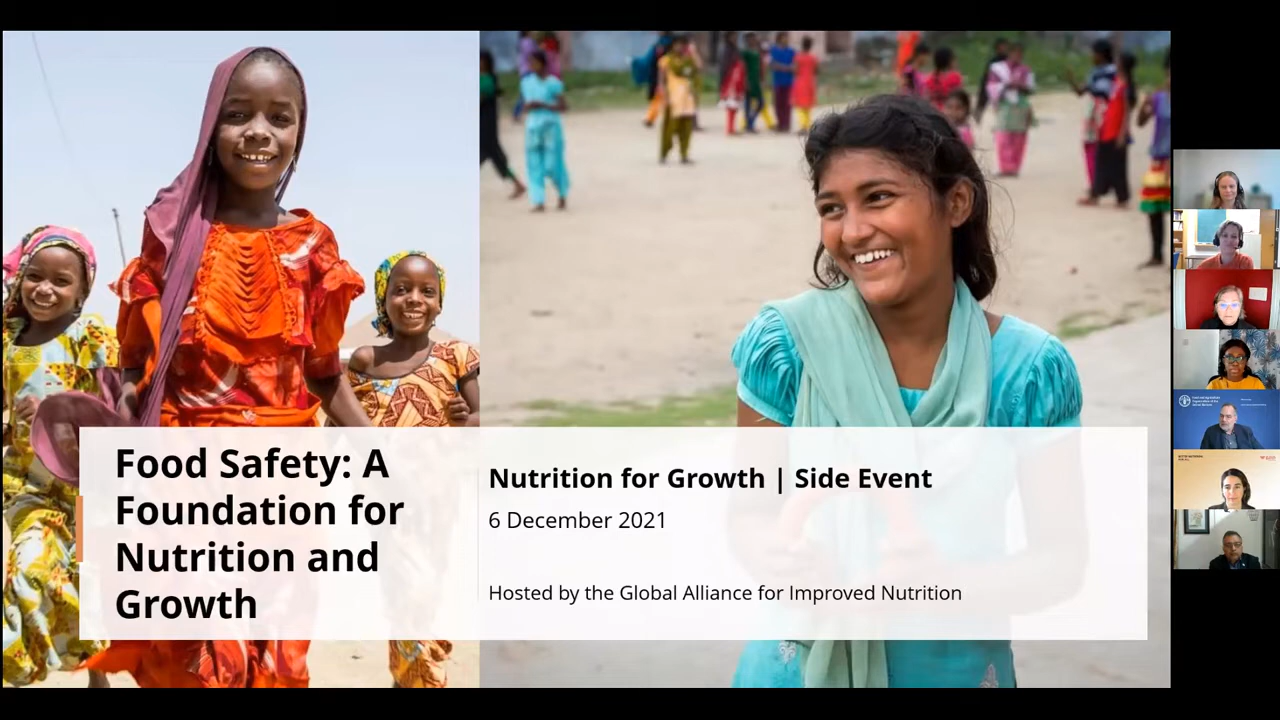 Food Safety: A
Foundation for
Nutrition and
Growth
Nutrition for Growth | Side Event
6 December 2021
Hosted by the Global Alliance for Improved Nutrition